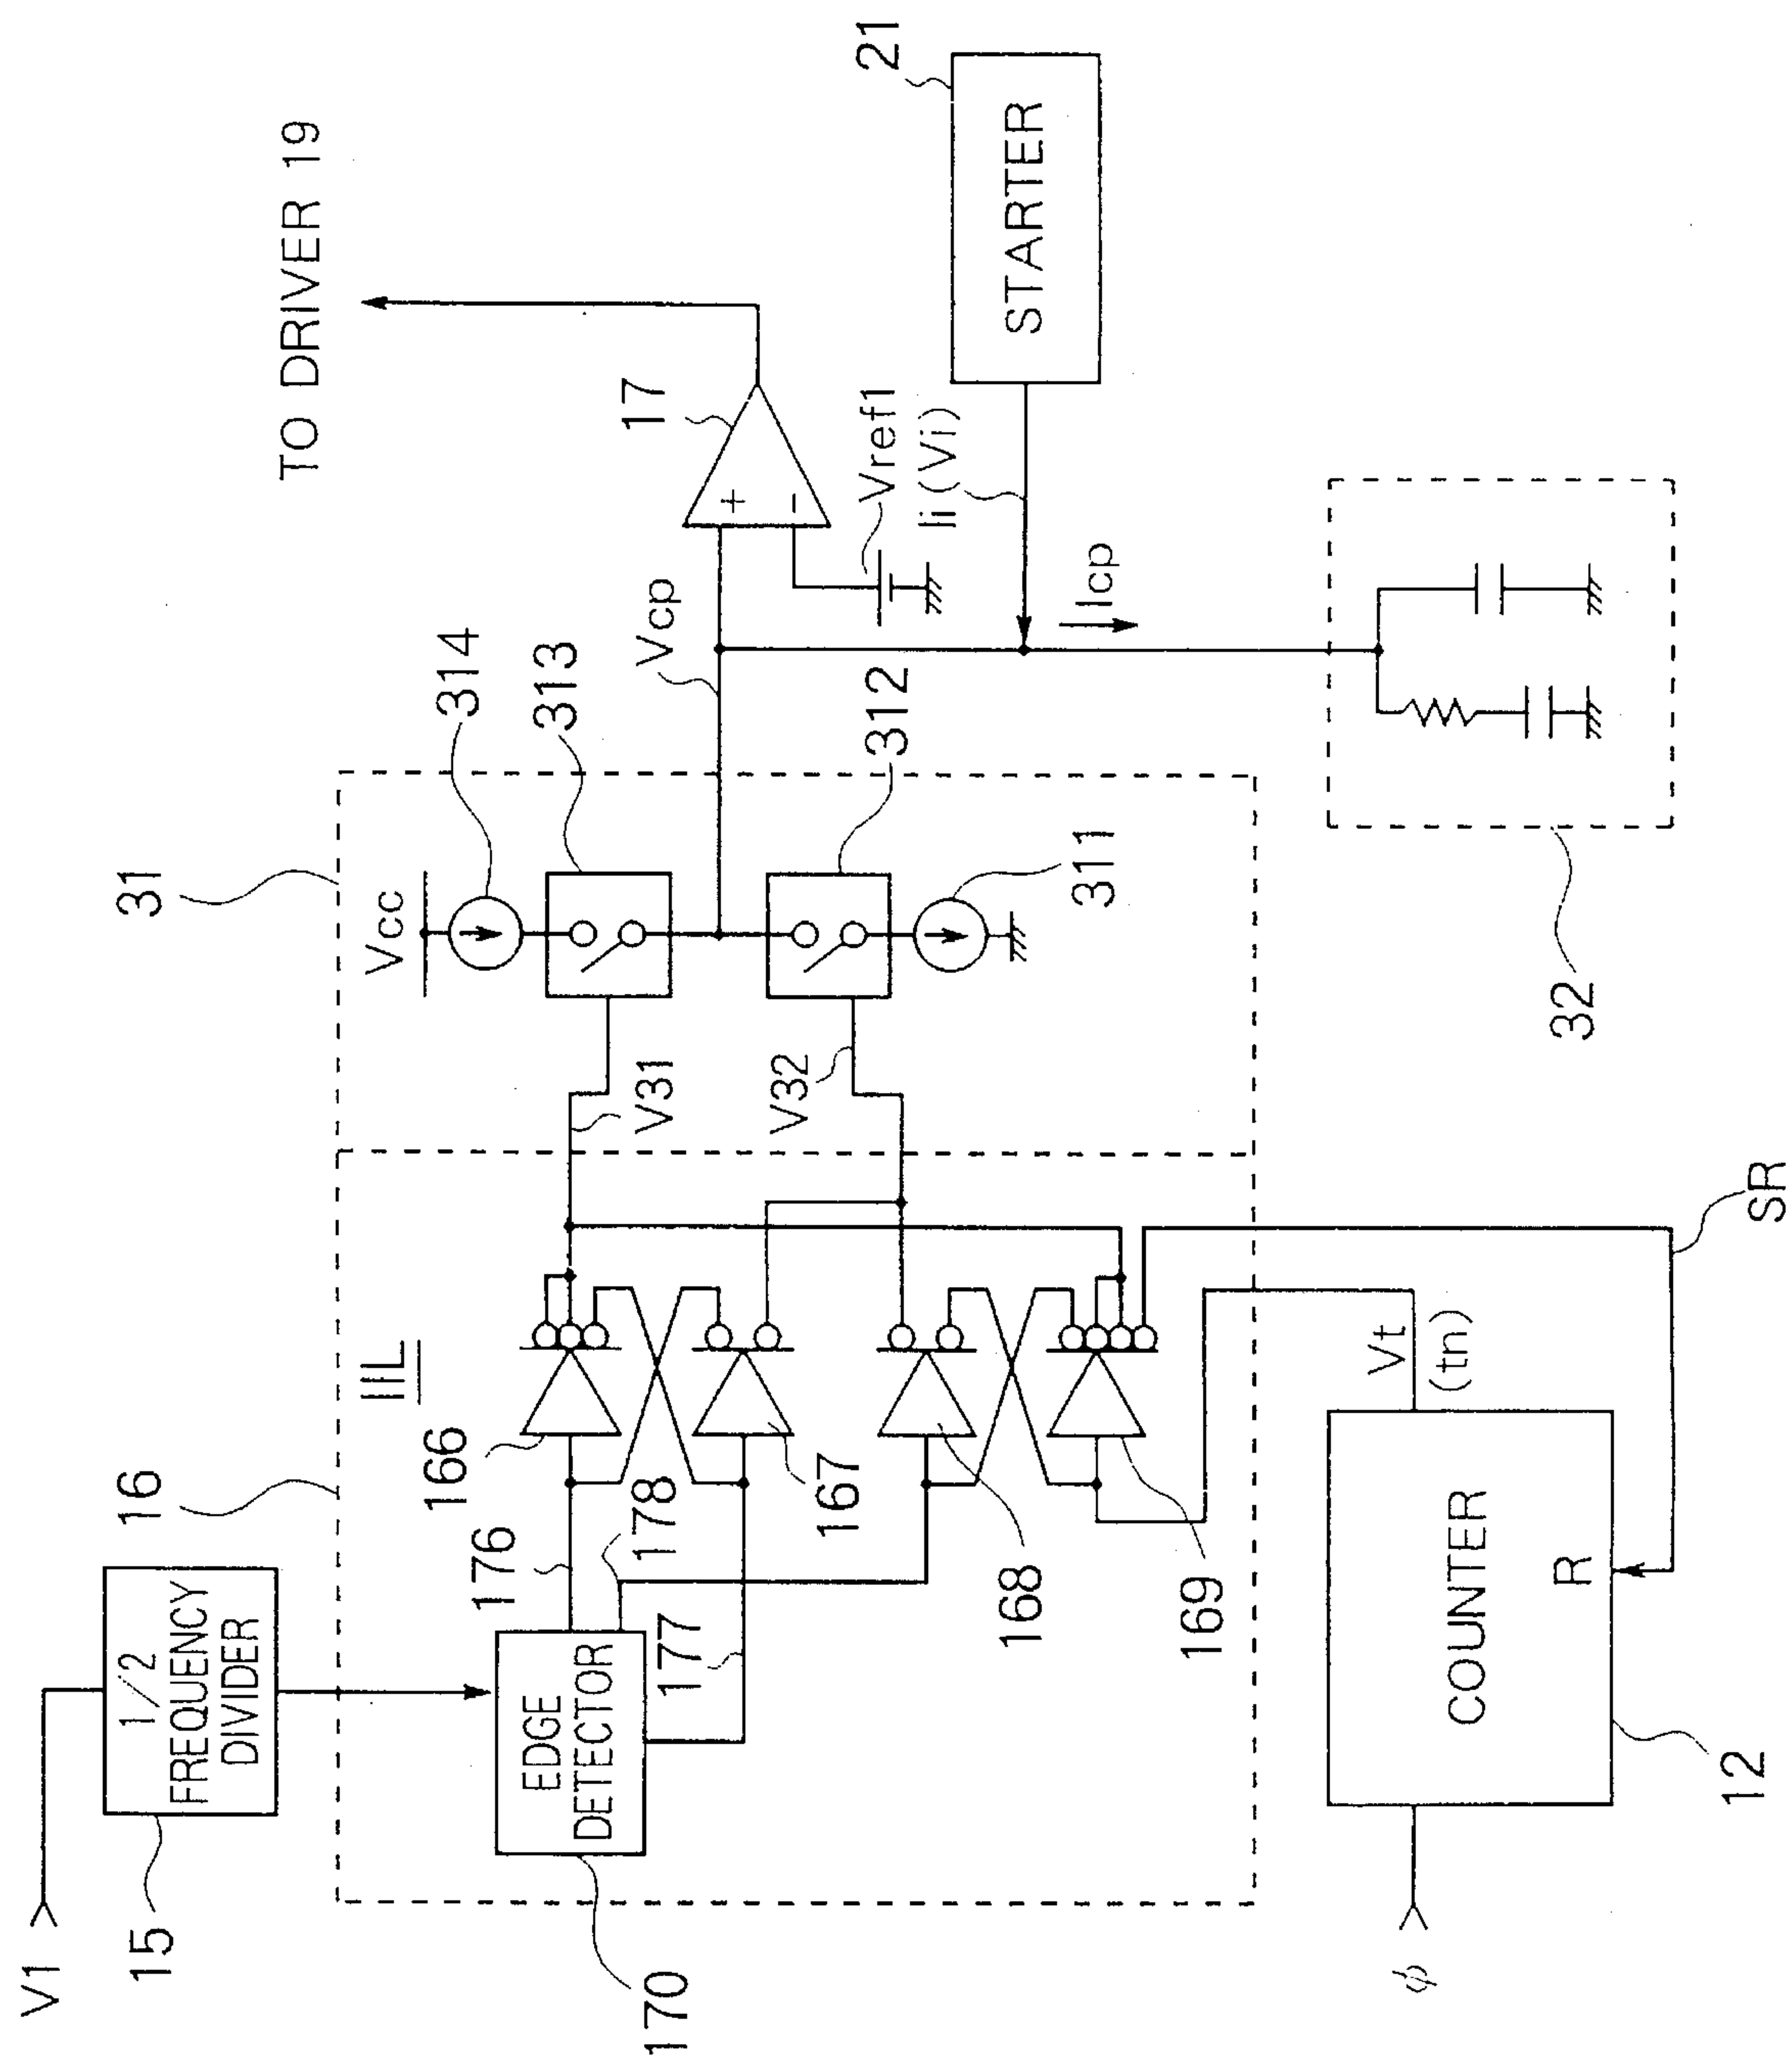 V1
15
1/2
FREQUENCY
DIVIDER
16
31
TO DRIVER 19
170
EDGE
DETECTOR
176
178
177
IIL
166
167
168
169
V31
V32
Vcc
314
313
312
311
Vcp
17
+
-
Vref1
Ii(Vi)
Icp
21
STARTER
32
φ
COUNTER
R
12
Vt
(tn)
SR